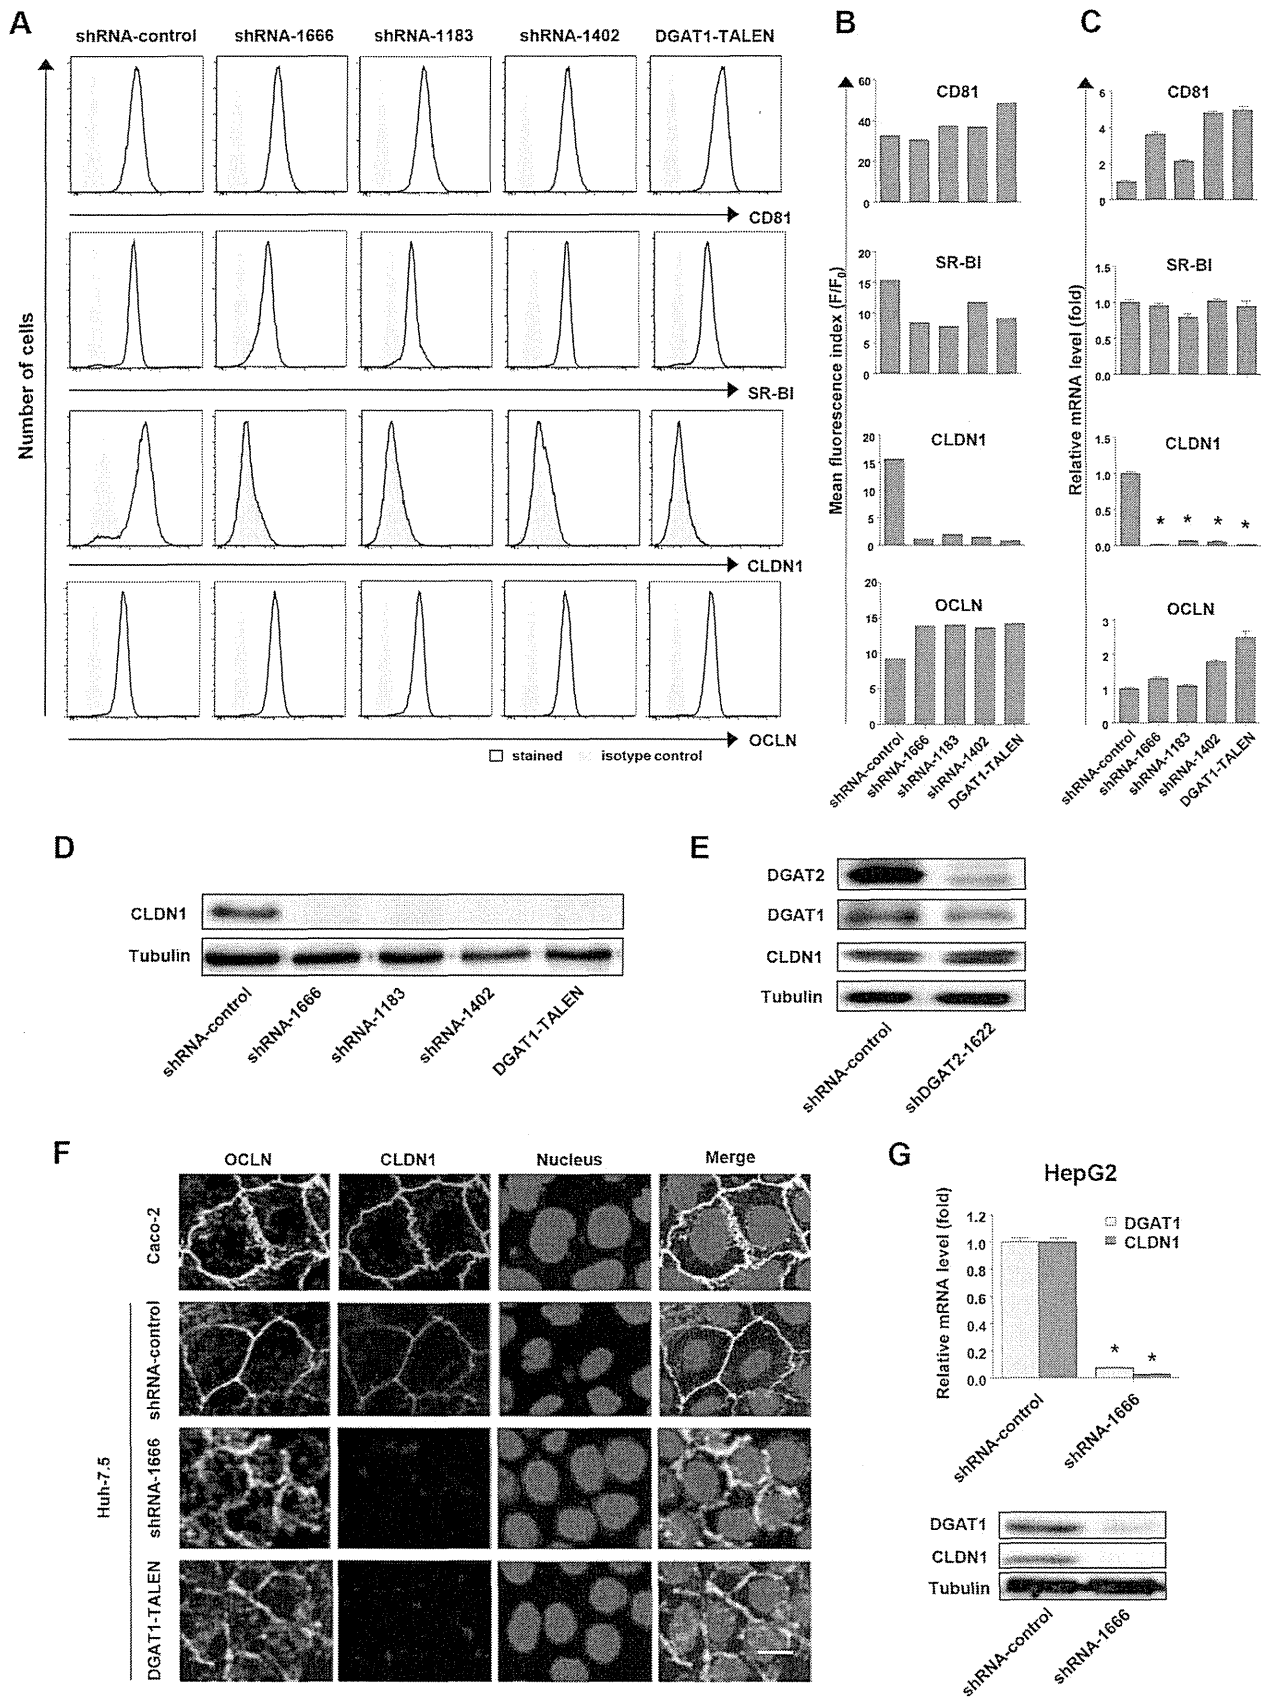 A
shRNA-control shRNA-1666 shRNA-1183 shRNA-1402 DGAT1-TALEN
Number of cells
CD81
SR-BI
CLDN1
OCLN
stained isotype control
B
Mean fluorescence index (F/F0)
CD81
60
40
20
0
SR-BI
20
15
10
5
0
CLDN1
20
15
10
5
0
OCLN
20
15
10
5
0
shRNA-control
shRNA-1666
shRNA-1183
shRNA-1402
DGAT1-TALEN
C
Relative mRNA level (fold)
CD81
6
4
2
0
SR-BI
1.5
1.0
0.5
0.0
CLDN1
1.5
1.0
0.5
0.0
* * * *
OCLN
3
2
1
0
shRNA-control
shRNA-1666
shRNA-1183
shRNA-1402
DGAT1-TALEN
D
CLDN1
Tubulin
shRNA-control
shRNA-1666
shRNA-1183
shRNA-1402
DGAT1-TALEN
E
DGAT2
DGAT1
CLDN1
Tubulin
shRNA-control
shDGAT2-1622
F
OCLN CLDN1 Nucleus Merge
Caco-2
Huh-7.5
shRNA-control
shRNA-1666
DGAT1-TALEN
G
HepG2
Relative mRNA level (fold)
1.2
1.0
0.8
0.6
0.4
0.2
0
DGAT1
CLDN1
* *
shRNA-control
shRNA-1666
DGAT1
CLDN1
Tubulin
shRNA-control
shRNA-1666